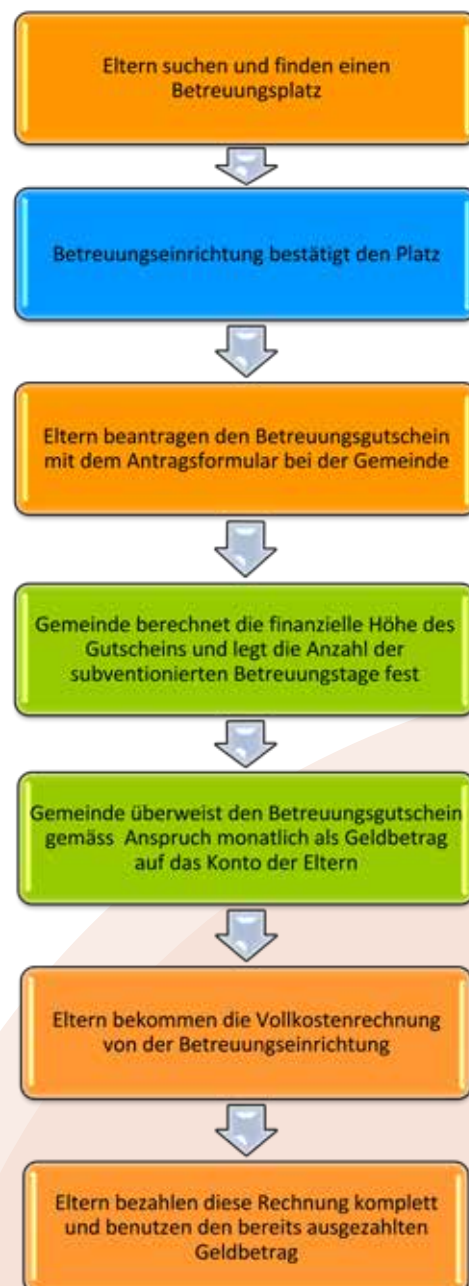 Eltern suchen und finden einen
Betreuungsplatz
Betreuungseinrichtung bestätigt den Platz
Eltern beantragen den Betreuungsgutschein
mit dem Antragsformular bei der Gemeinde
Gemeinde berechnet die finanzielle Höhe des
Gutscheins und legt die Anzahl der
subventionierten Betreuungstage fest
Gemeinde überweist den Betreuungsgutschein
gemäss Anspruch monatlich als Geldbetrag
auf das Konto der Eltern
Eltern bekommen die Vollkostenrechnung
von der Betreuungseinrichtung
Eltern bezahlen diese Rechnung komplett
und benutzen den bereits ausgezahlten
Geldbetrag